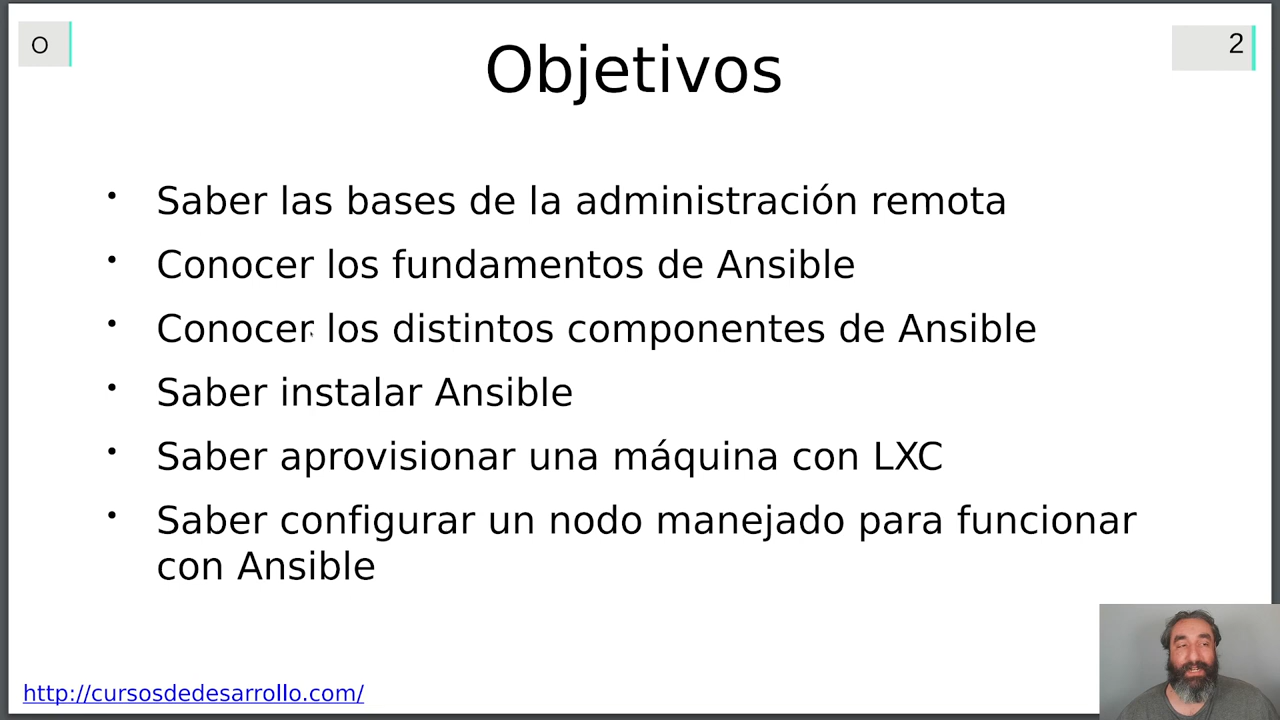 O
2
Objetivos
• Saber las bases de la administración remota
• Conocer los fundamentos de Ansible
• Conocer los distintos componentes de Ansible
• Saber instalar Ansible
• Saber aprovisionar una máquina con LXC
• Saber configurar un nodo manejado para funcionar
con Ansible
http://cursosdedesarrollo.com/